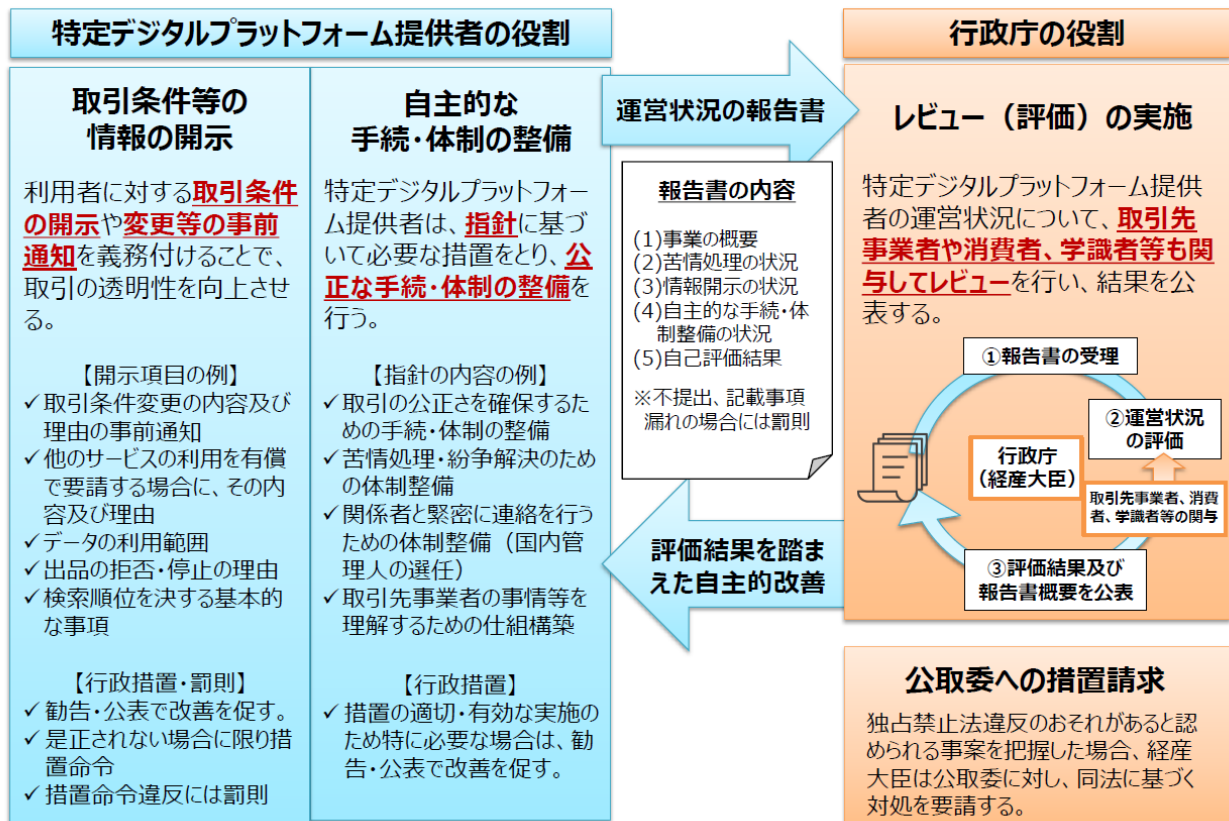 特定デジタルプラットフォーム提供者の役割
取引条件等の
情報の開示
利用者に対する取引条件
の開示や変更等の事前
通知を義務付けることで、
取引の透明性を向上させ
る。
【開示項目の例】
✓取引条件変更の内容及び
理由の事前通知
✓他のサービスの利用を有償
で要請する場合に、その内
容及び理由
✓データの利用範囲
✓出品の拒否・停止の理由
✓検索順位を決する基本的
な事項
【行政措置・罰則】
✓勧告・公表で改善を促す。
✓是正されない場合に限り措
置命令
✓措置命令違反には罰則
自主的な
手続・体制の整備
特定デジタルプラットフォー
ム提供者は、指針に基づ
いて必要な措置をとり、公
正な手続・体制の整備を
行う。
【指針の内容の例】
✓取引の公正さを確保するた
めの手続・体制の整備
✓苦情処理・紛争解決のため
の体制整備
✓関係者と緊密に連絡を行う
ための体制整備（国内管
理人の選任）
✓取引先事業者の事情等を
理解するための仕組構築
【行政措置】
✓措置の適切・有効な実施の
ため特に必要な場合は、勧
告・公表で改善を促す。
運営状況の報告書
報告書の内容
(1)事業の概要
(2)苦情処理の状況
(3)情報開示の状況
(4)自主的な手続・体
制整備の状況
(5)自己評価結果
※不提出、記載事項
漏れの場合には罰則
評価結果を踏ま
えた自主的改善
行政庁の役割
レビュー（評価）の実施
特定デジタルプラットフォーム提供
者の運営状況について、取引先
事業者や消費者、学識者等も関
与してレビューを行い、結果を公
表する。
①報告書の受理
②運営状況
の評価
行政庁
（経産大臣）
取引先事業者、消費
者、学識者等の関与
③評価結果及び
報告書概要を公表
公取委への措置請求
独占禁止法違反のおそれがあると認
められる事案を把握した場合、経産
大臣は公取委に対し、同法に基づく
対処を要請する。